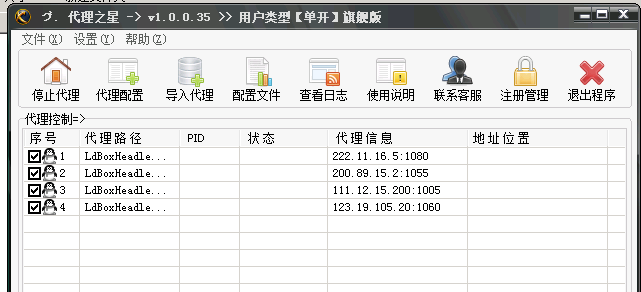 代理之星 -> v1.0.0.35 >> 用户类型【单开】旗舰版
文件(X) 设置(Y) 帮助(Z)
停止代理 代理配置 导入代理 配置文件 查看日志 使用说明 联系客服 注册管理 退出程序
代理控制=>
序号 代理路径 PID 状态 代理信息 地址位置
1 LdBoxHeadle... 222.11.16.5:1080
2 LdBoxHeadle... 200.89.15.2:1055
3 LdBoxHeadle... 111.12.15.200:1005
4 LdBoxHeadle... 123.19.105.20:1060